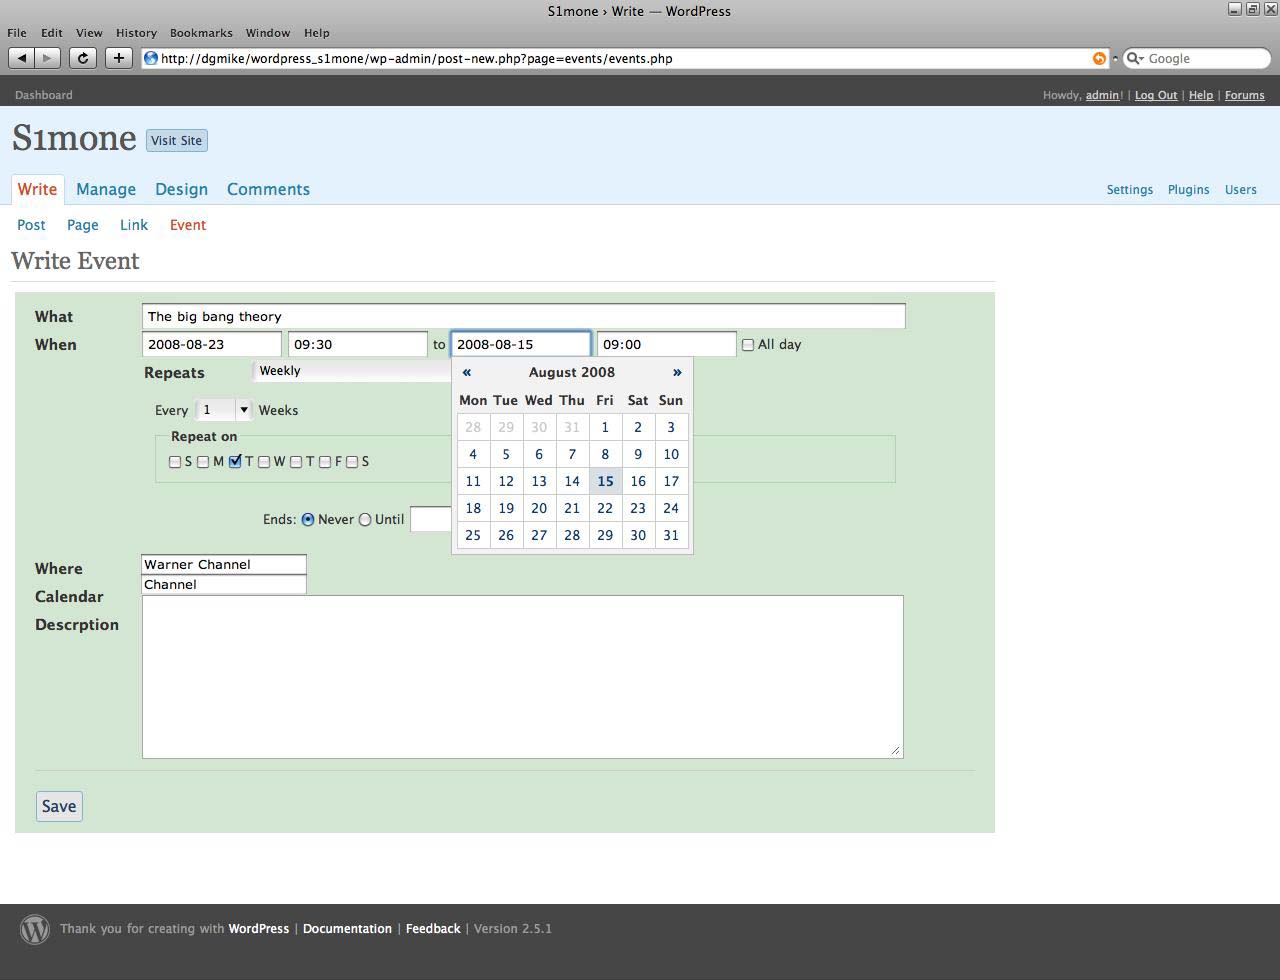 S1mone › Write — WordPress
File Edit View History Bookmarks Window Help
http://dgmike/wordpress_s1mone/wp-admin/post-new.php?page=events/events.php Google
Dashboard Howdy, admin! | Log Out | Help | Forums
S1mone Visit Site
Write Manage Design Comments Settings Plugins Users
Post Page Link Event
Write Event
What The big bang theory
When 2008-08-23 09:30 to 2008-08-15 09:00 All day
Repeats Weekly
« August 2008 »
Mon Tue Wed Thu Fri Sat Sun
28 29 30 31 1 2 3
4 5 6 7 8 9 10
11 12 13 14 15 16 17
18 19 20 21 22 23 24
25 26 27 28 29 30 31
Every 1 Weeks
Repeat on
S M T W T F S
Ends: Never Until
Where Warner Channel
Channel
Calendar
Descrption
Save
Thank you for creating with WordPress | Documentation | Feedback | Version 2.5.1